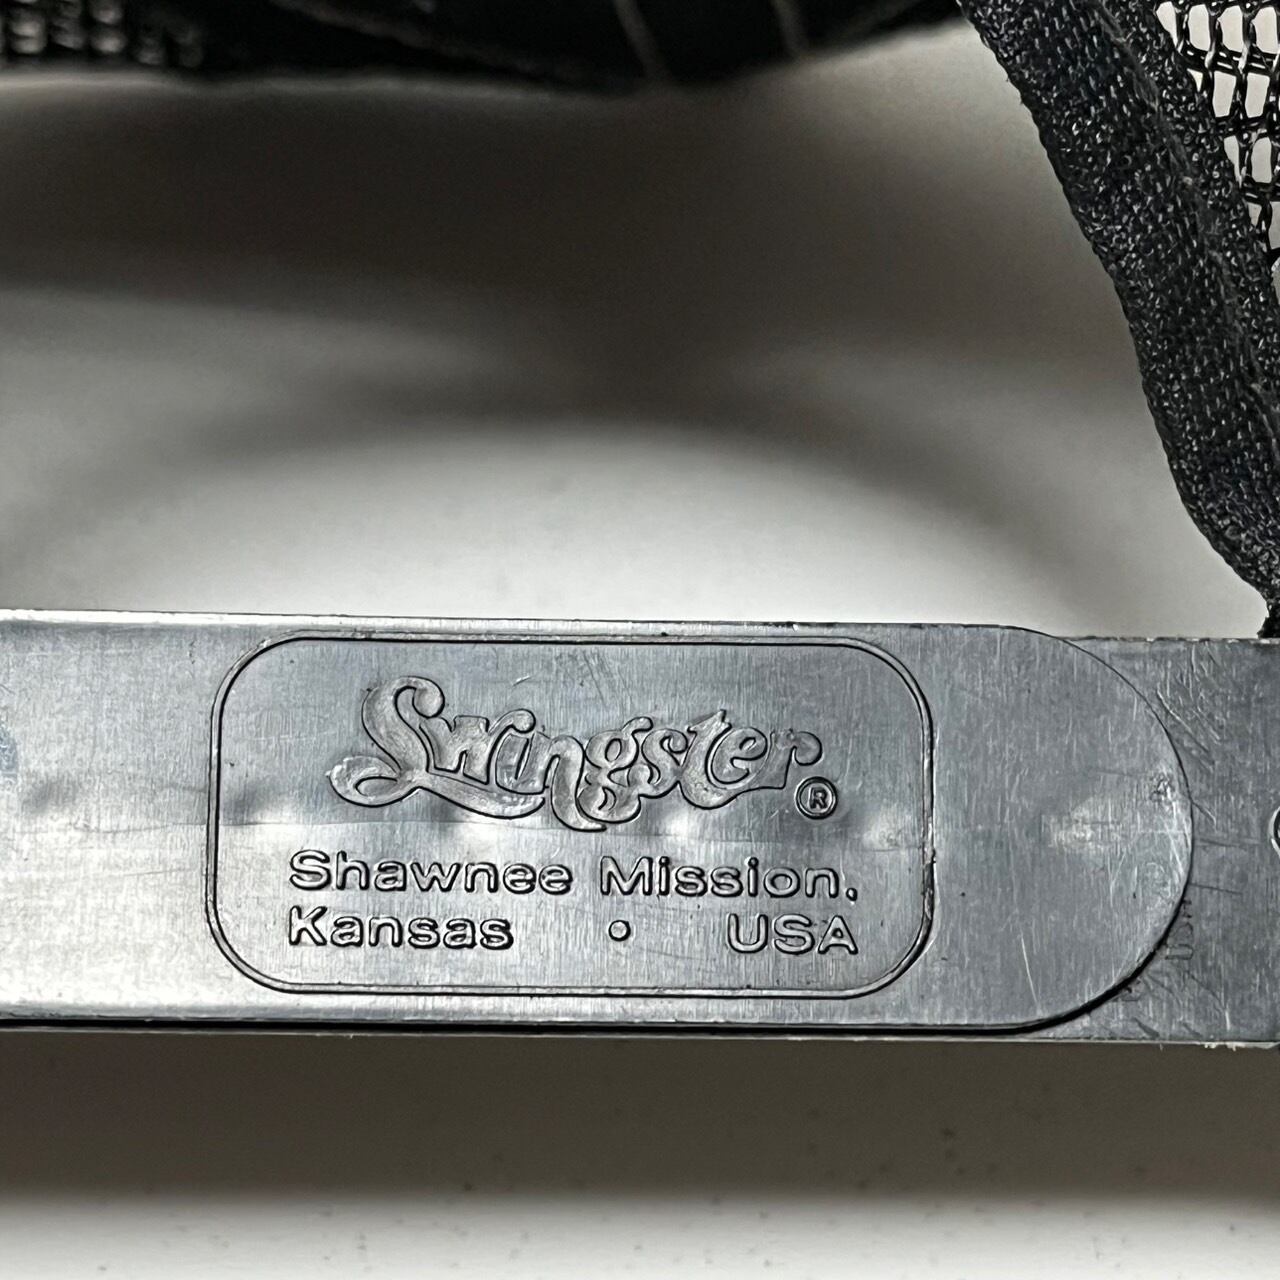 Swingster®
Shawnee Mission,
Kansas • USA